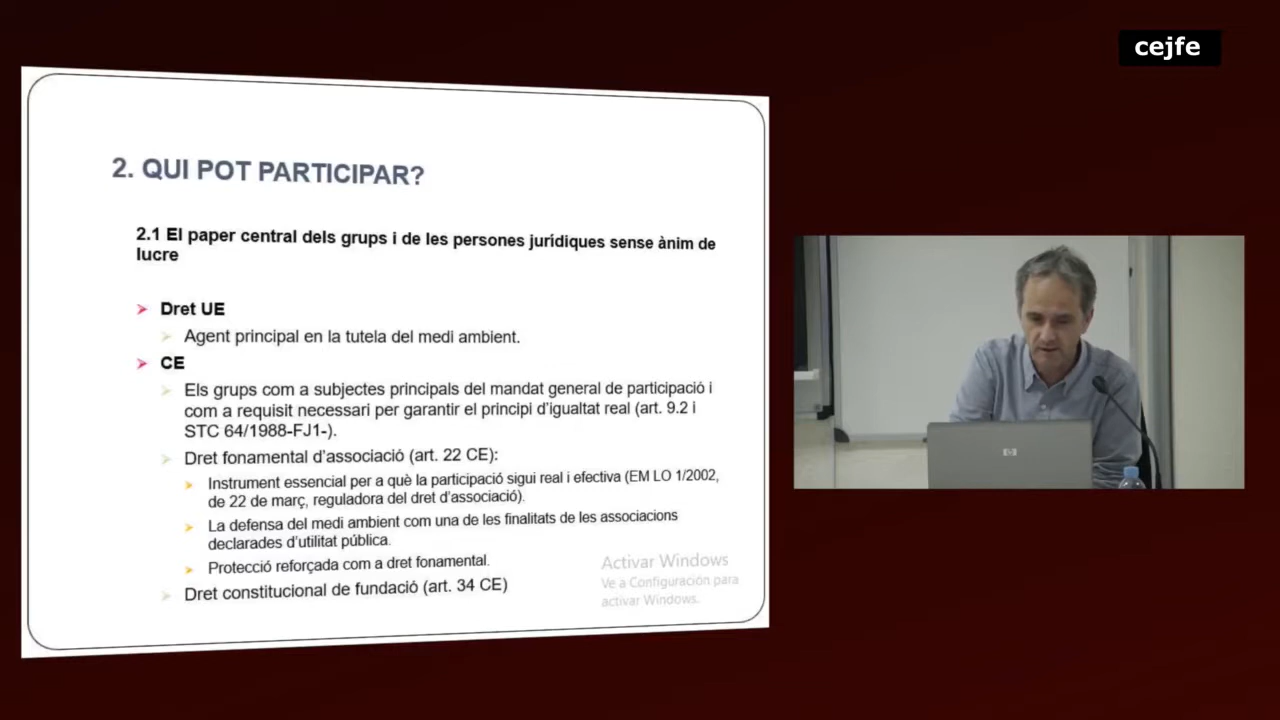 cejfe
2. QUI POT PARTICIPAR?
2.1 El paper central dels grups i de les persones jurídiques sense ànim de
lucre
Dret UE
Agent principal en la tutela del medi ambient.
CE
Els grups com a subjectes principals del mandat general de participació i
com a requisit necessari per garantir el principi d'igualtat real (art. 9.2 i
STC 64/1988-FJ1-).
Dret fonamental d'associació (art. 22 CE):
Instrument essencial per a què la participació sigui real i efectiva (EM LO 1/2002,
de 22 de març, reguladora del dret d'associació).
La defensa del medi ambient com una de les finalitats de les associacions
declarades d'utilitat pública.
Protecció reforçada com a dret fonamental.
Dret constitucional de fundació (art. 34 CE)
Activar Windows
Ve a Configuración para
activar Windows.
hp